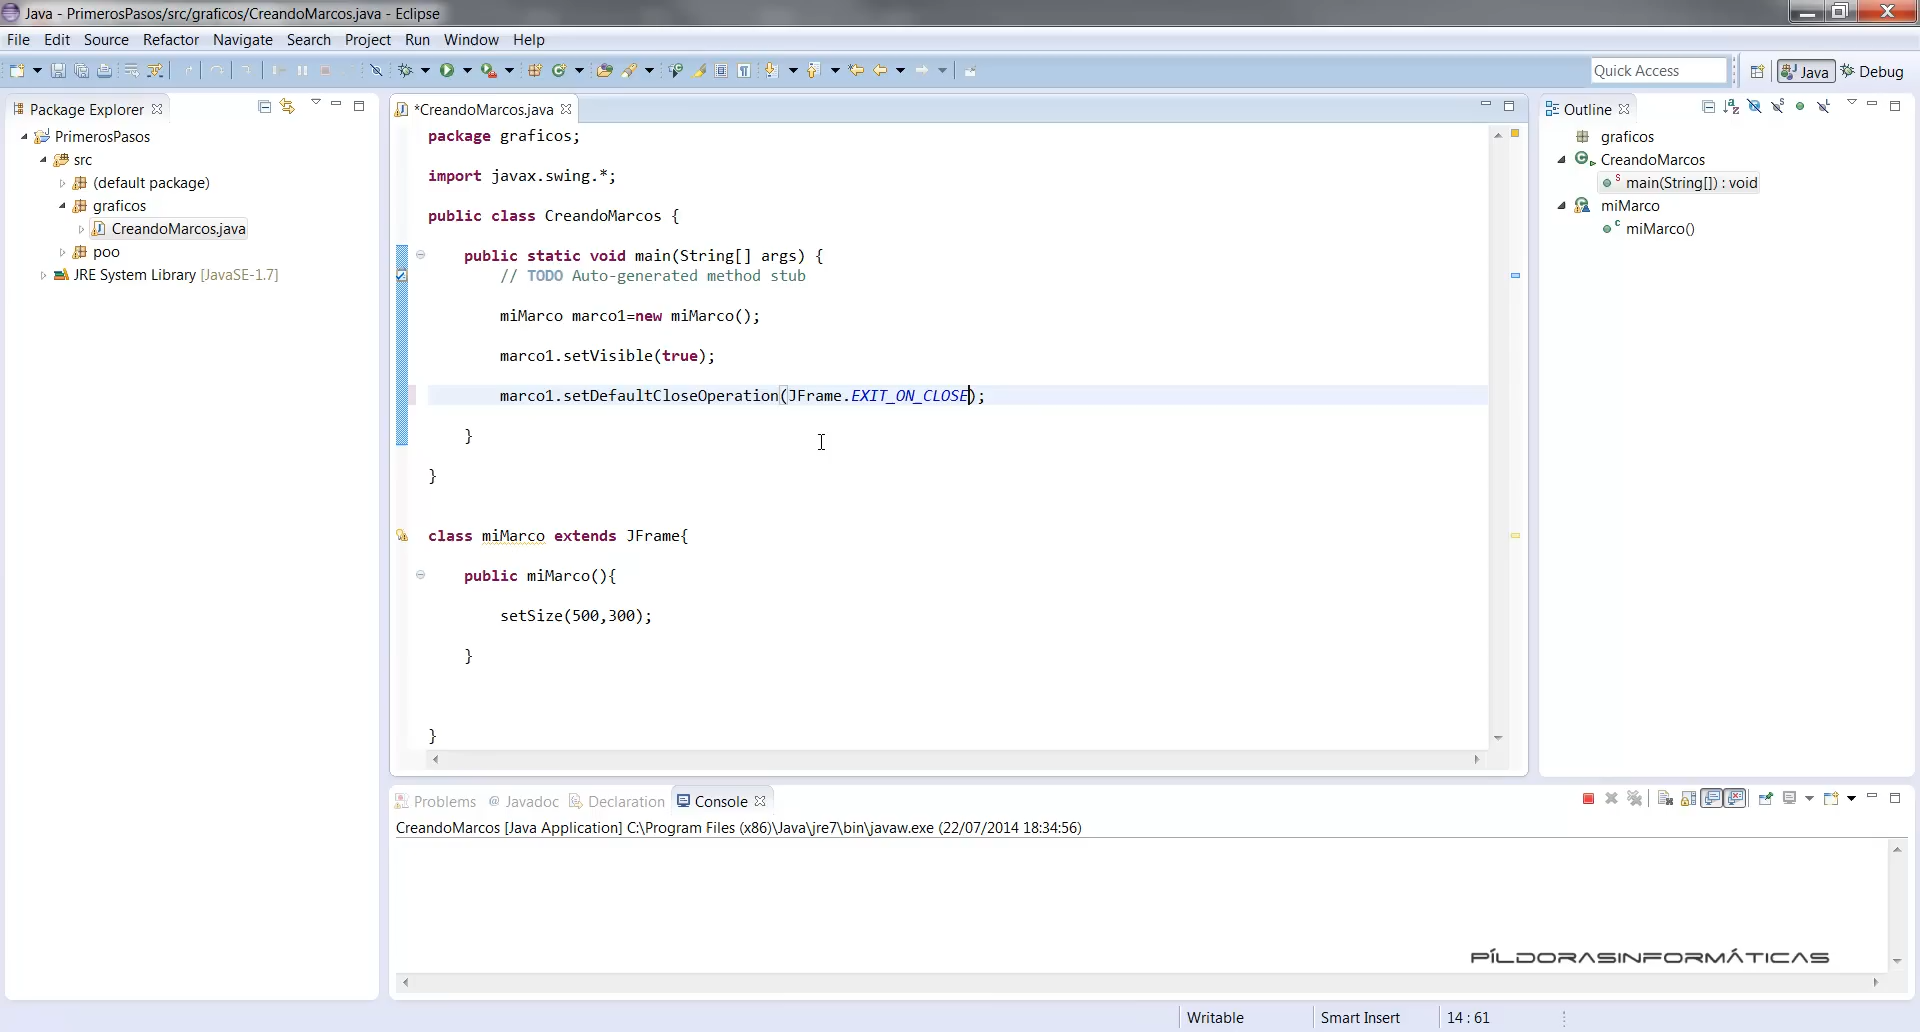 Java - PrimerosPasos/src/graficos/CreandoMarcos.java - Eclipse
File Edit Source Refactor Navigate Search Project Run Window Help
Quick Access
Java
Debug
Package Explorer
PrimerosPasos
src
(default package)
graficos
CreandoMarcos.java
poo
JRE System Library [JavaSE-1.7]
*CreandoMarcos.java
package graficos;
import javax.swing.*;
public class CreandoMarcos {
public static void main(String[] args) {
// TODO Auto-generated method stub
miMarco marco1=new miMarco();
marco1.setVisible(true);
marco1.setDefaultCloseOperation(JFrame.EXIT_ON_CLOSE);
}
}
class miMarco extends JFrame{
public miMarco(){
setSize(500,300);
}
}
Outline
graficos
CreandoMarcos
main(String[]) : void
miMarco
miMarco()
Problems @ Javadoc Declaration Console
CreandoMarcos [Java Application] C:\Program Files (x86)\Java\jre7\bin\javaw.exe (22/07/2014 18:34:56)
PÍLDORASINFORMÁTICAS
Writable Smart Insert 14 : 61